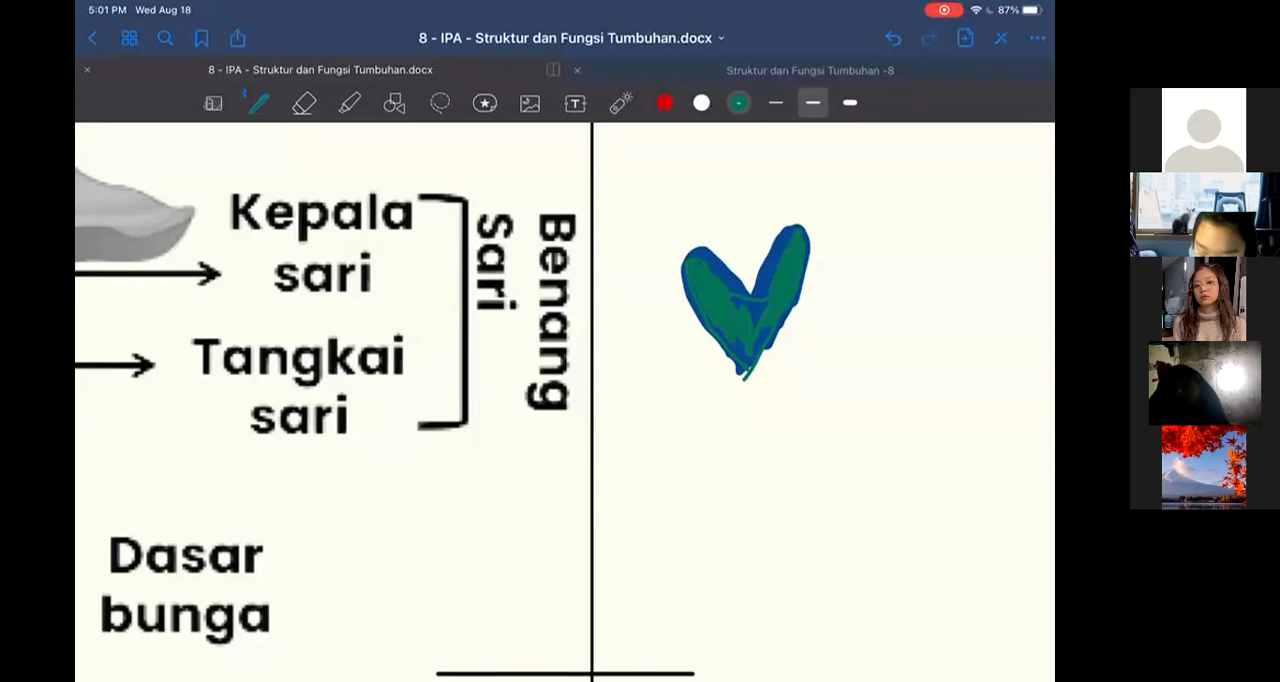 5:01 PM Wed Aug 18
87%
8 - IPA - Struktur dan Fungsi Tumbuhan.docx
8 - IPA - Struktur dan Fungsi Tumbuhan.docx
Struktur dan Fungsi Tumbuhan -8
Kepala
sari
Tangkai
sari
Benang
Sari
Dasar
bunga